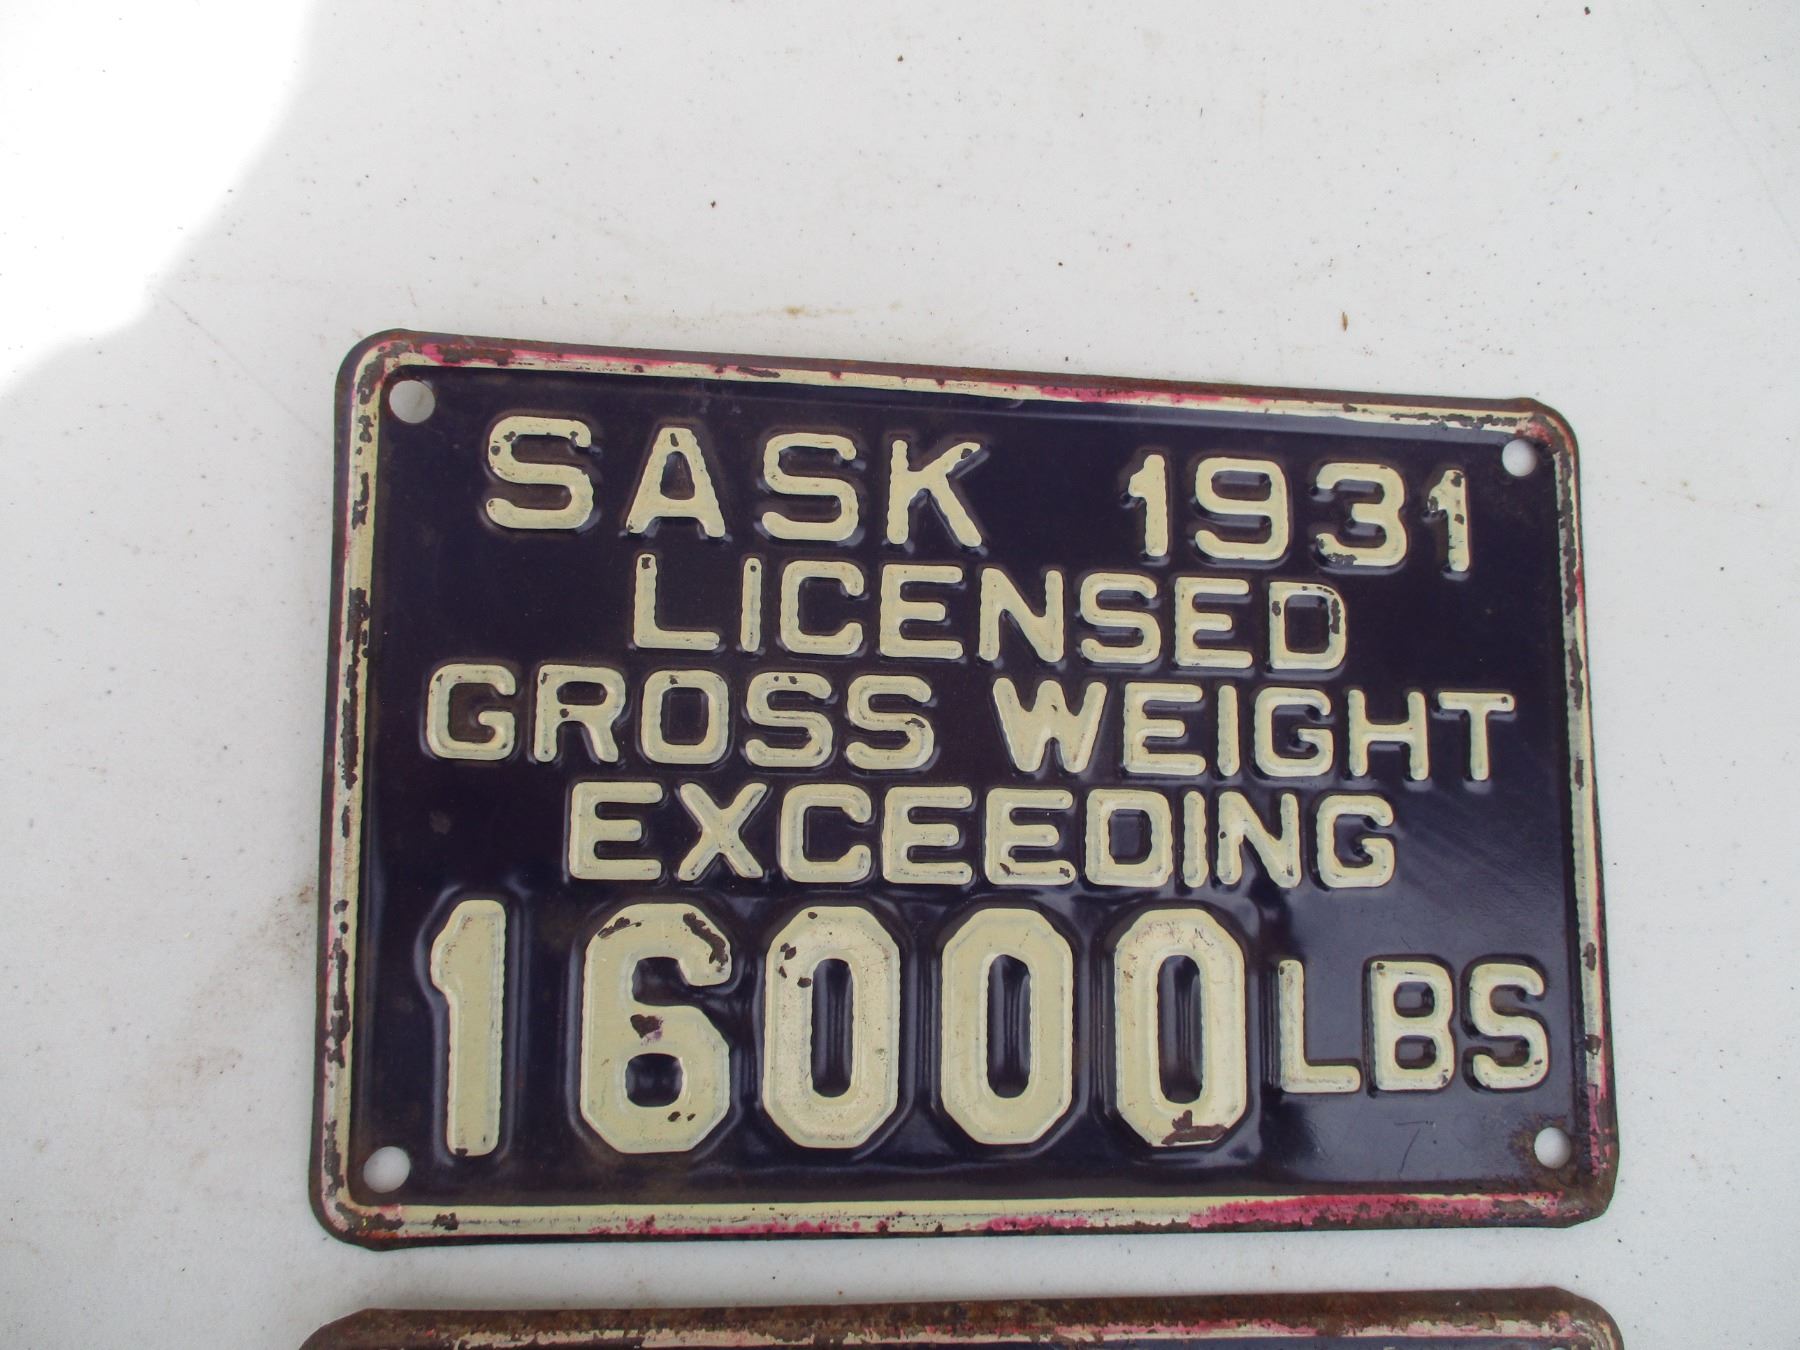 SASK 1931
LICENSED
GROSS WEIGHT
EXCEEDING
16000 LBS